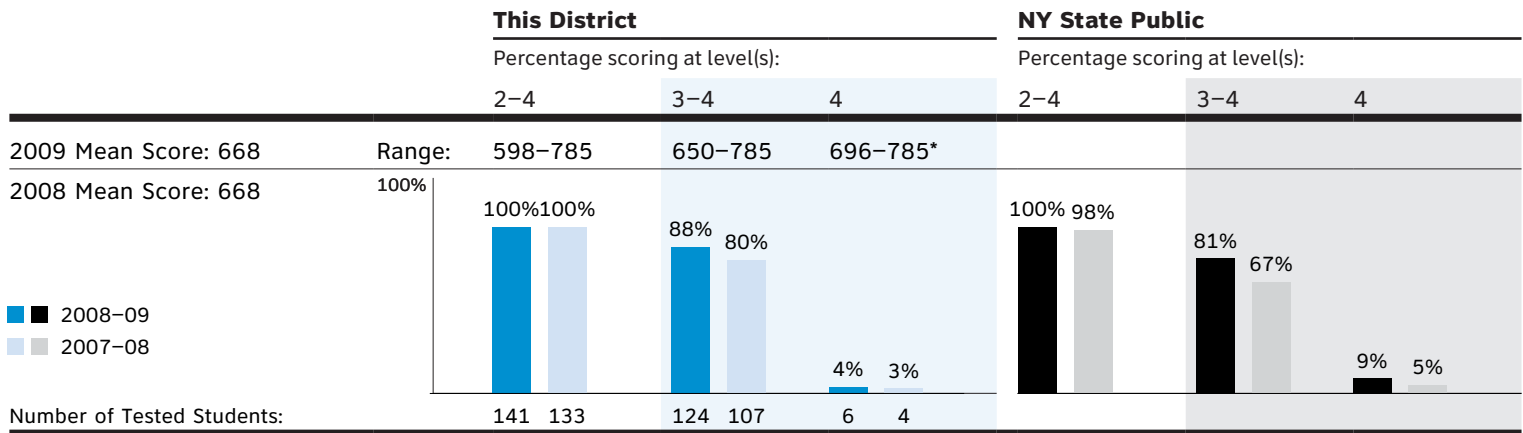 This District NY State Public
Percentage scoring at level(s): Percentage scoring at level(s):
2–4 3–4 4 2–4 3–4 4
2009 Mean Score: 668 Range: 598–785 650–785 696–785*
2008 Mean Score: 668 100%
100% 100% 88% 80% 4% 3% 100% 98% 81% 67% 9% 5%
2008–09
2007–08
Number of Tested Students: 141 133 124 107 6 4